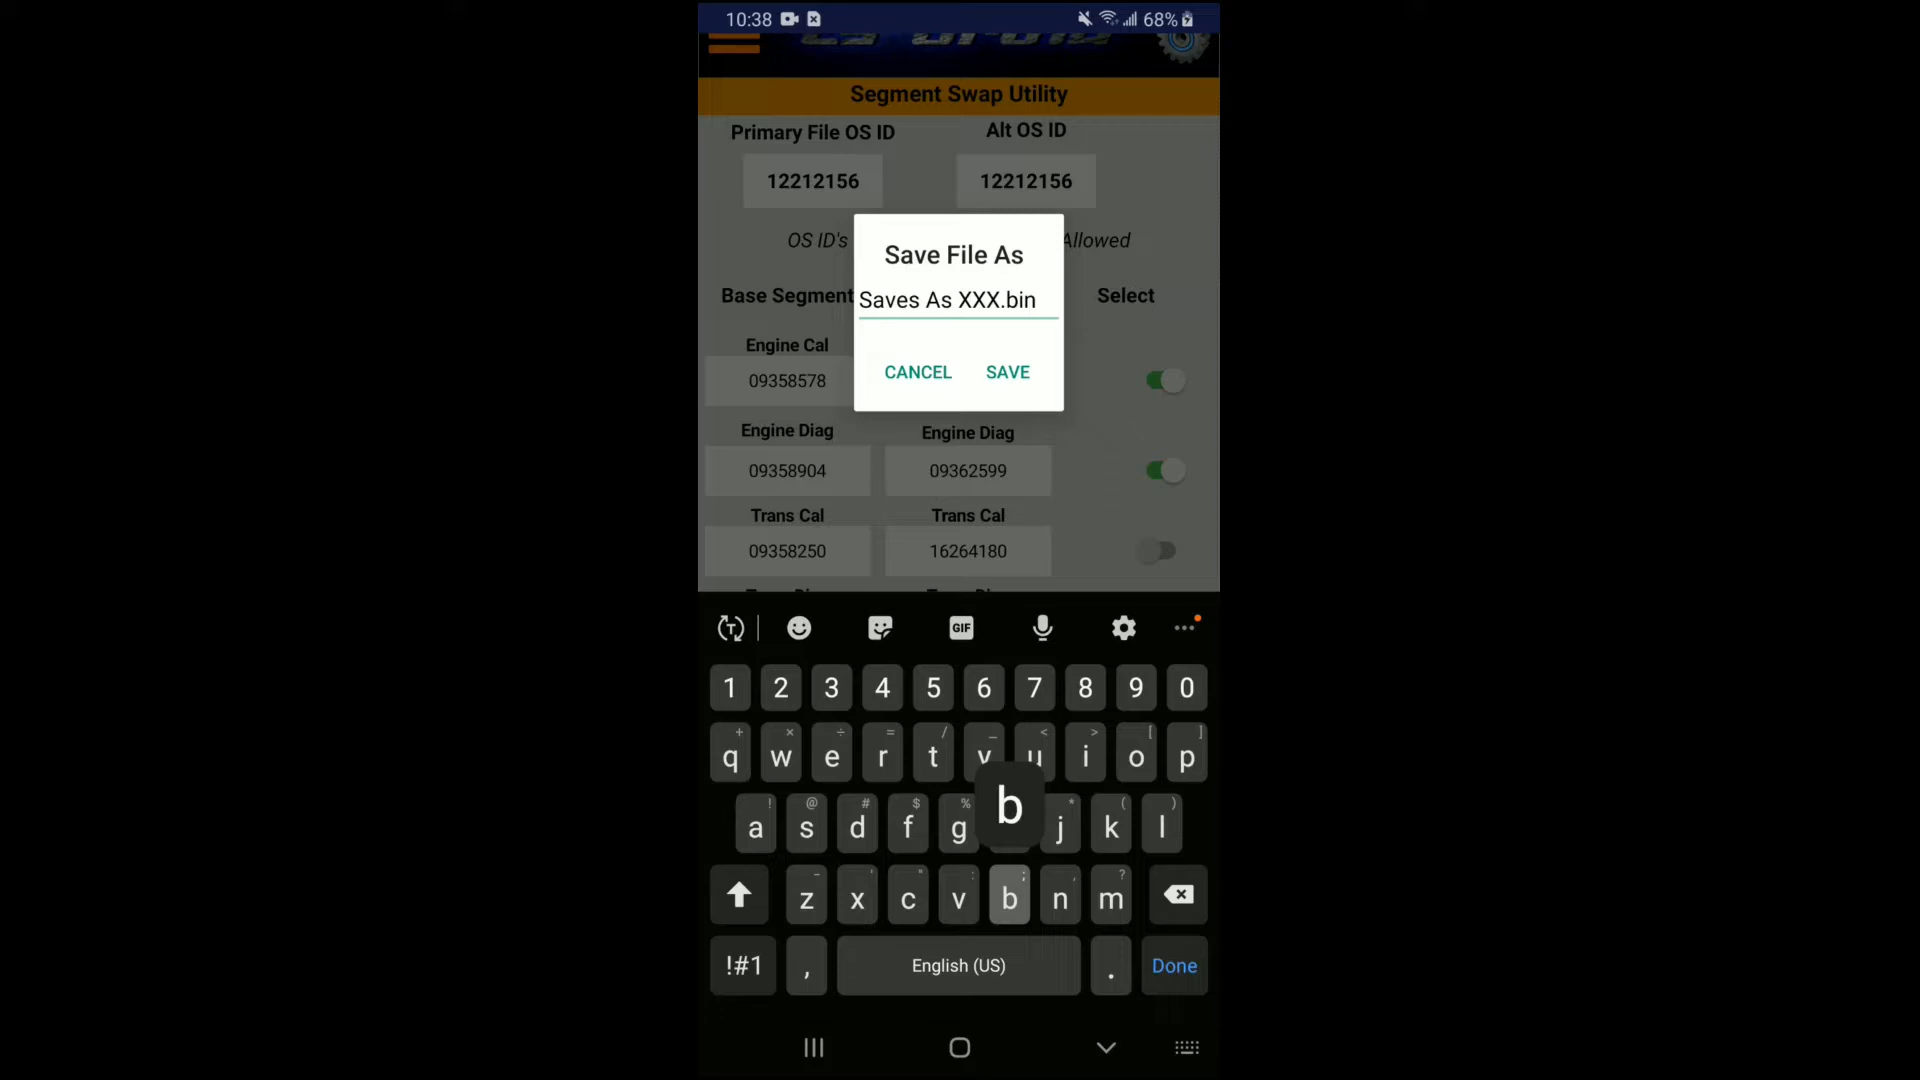 10:38 68%
Segment Swap Utility
Primary File OS ID Alt OS ID
12212156 12212156
OS ID's Allowed
Save File As
Saves As XXX.bin
CANCEL SAVE
Base Segment Select
Engine Cal
09358578
Engine Diag Engine Diag
09358904 09362599
Trans Cal Trans Cal
09358250 16264180
GIF
1 2 3 4 5 6 7 8 9 0
+ × ÷ = / _ < > [ ]
q w e r t y u i o p
! @ # $ % * ( )
a s d f g b j k l
- ' " : ; , ?
z x c v b n m
!#1 , English (US) . Done